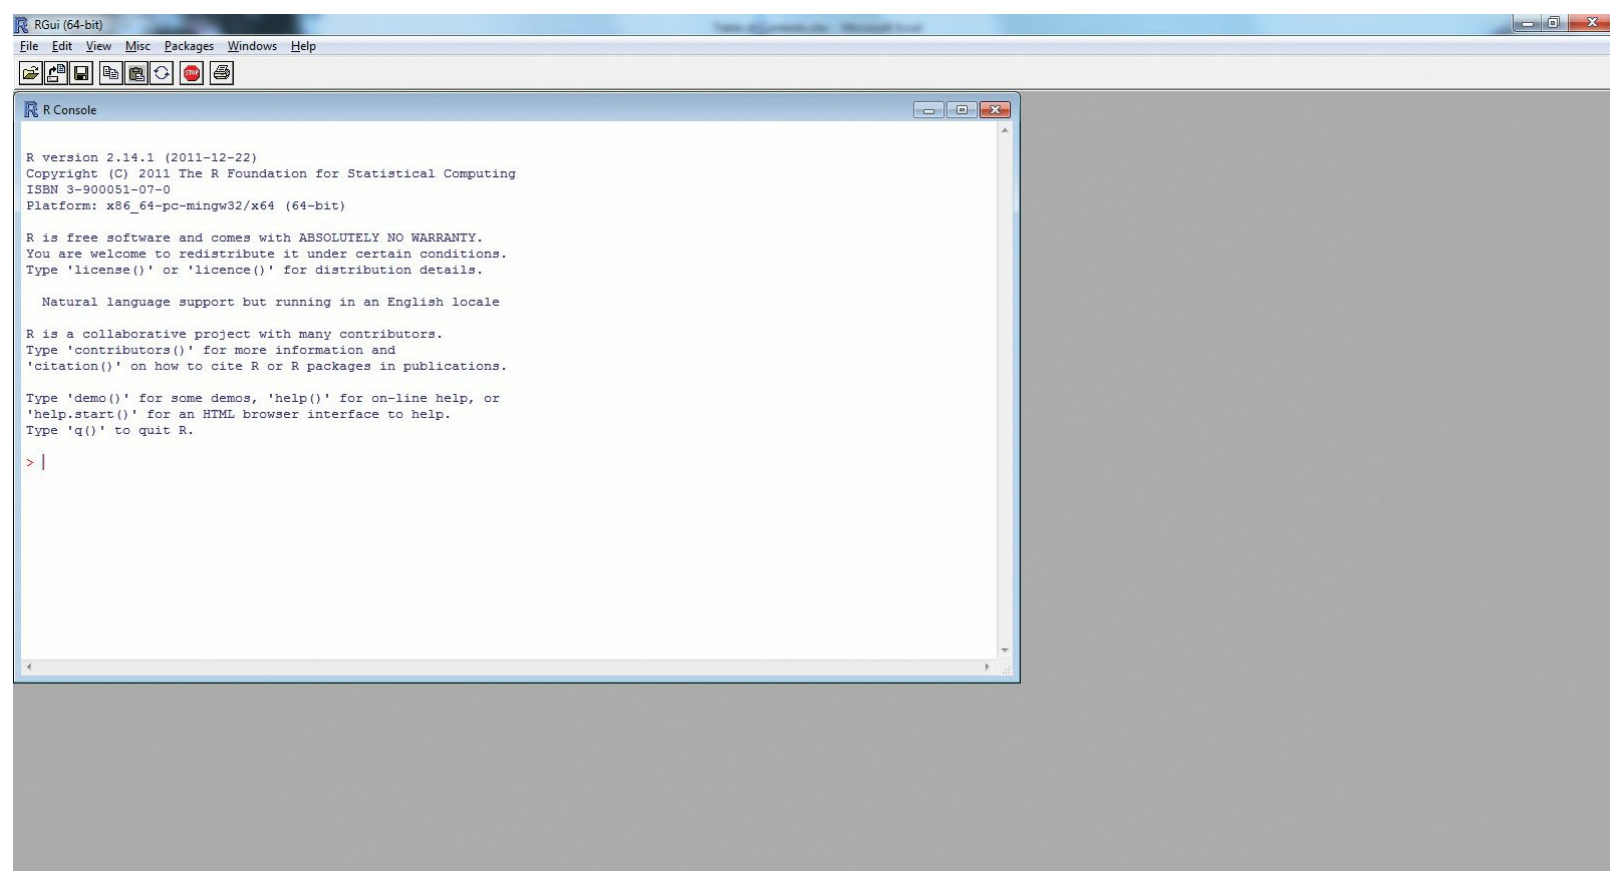 RGui (64-bit)
File Edit View Misc Packages Windows Help
STOP
R Console
R version 2.14.1 (2011-12-22)
Copyright (C) 2011 The R Foundation for Statistical Computing
ISBN 3-900051-07-0
Platform: x86_64-pc-mingw32/x64 (64-bit)
R is free software and comes with ABSOLUTELY NO WARRANTY.
You are welcome to redistribute it under certain conditions.
Type 'license()' or 'licence()' for distribution details.
Natural language support but running in an English locale
R is a collaborative project with many contributors.
Type 'contributors()' for more information and
'citation()' on how to cite R or R packages in publications.
Type 'demo()' for some demos, 'help()' for on-line help, or
'help.start()' for an HTML browser interface to help.
Type 'q()' to quit R.
>